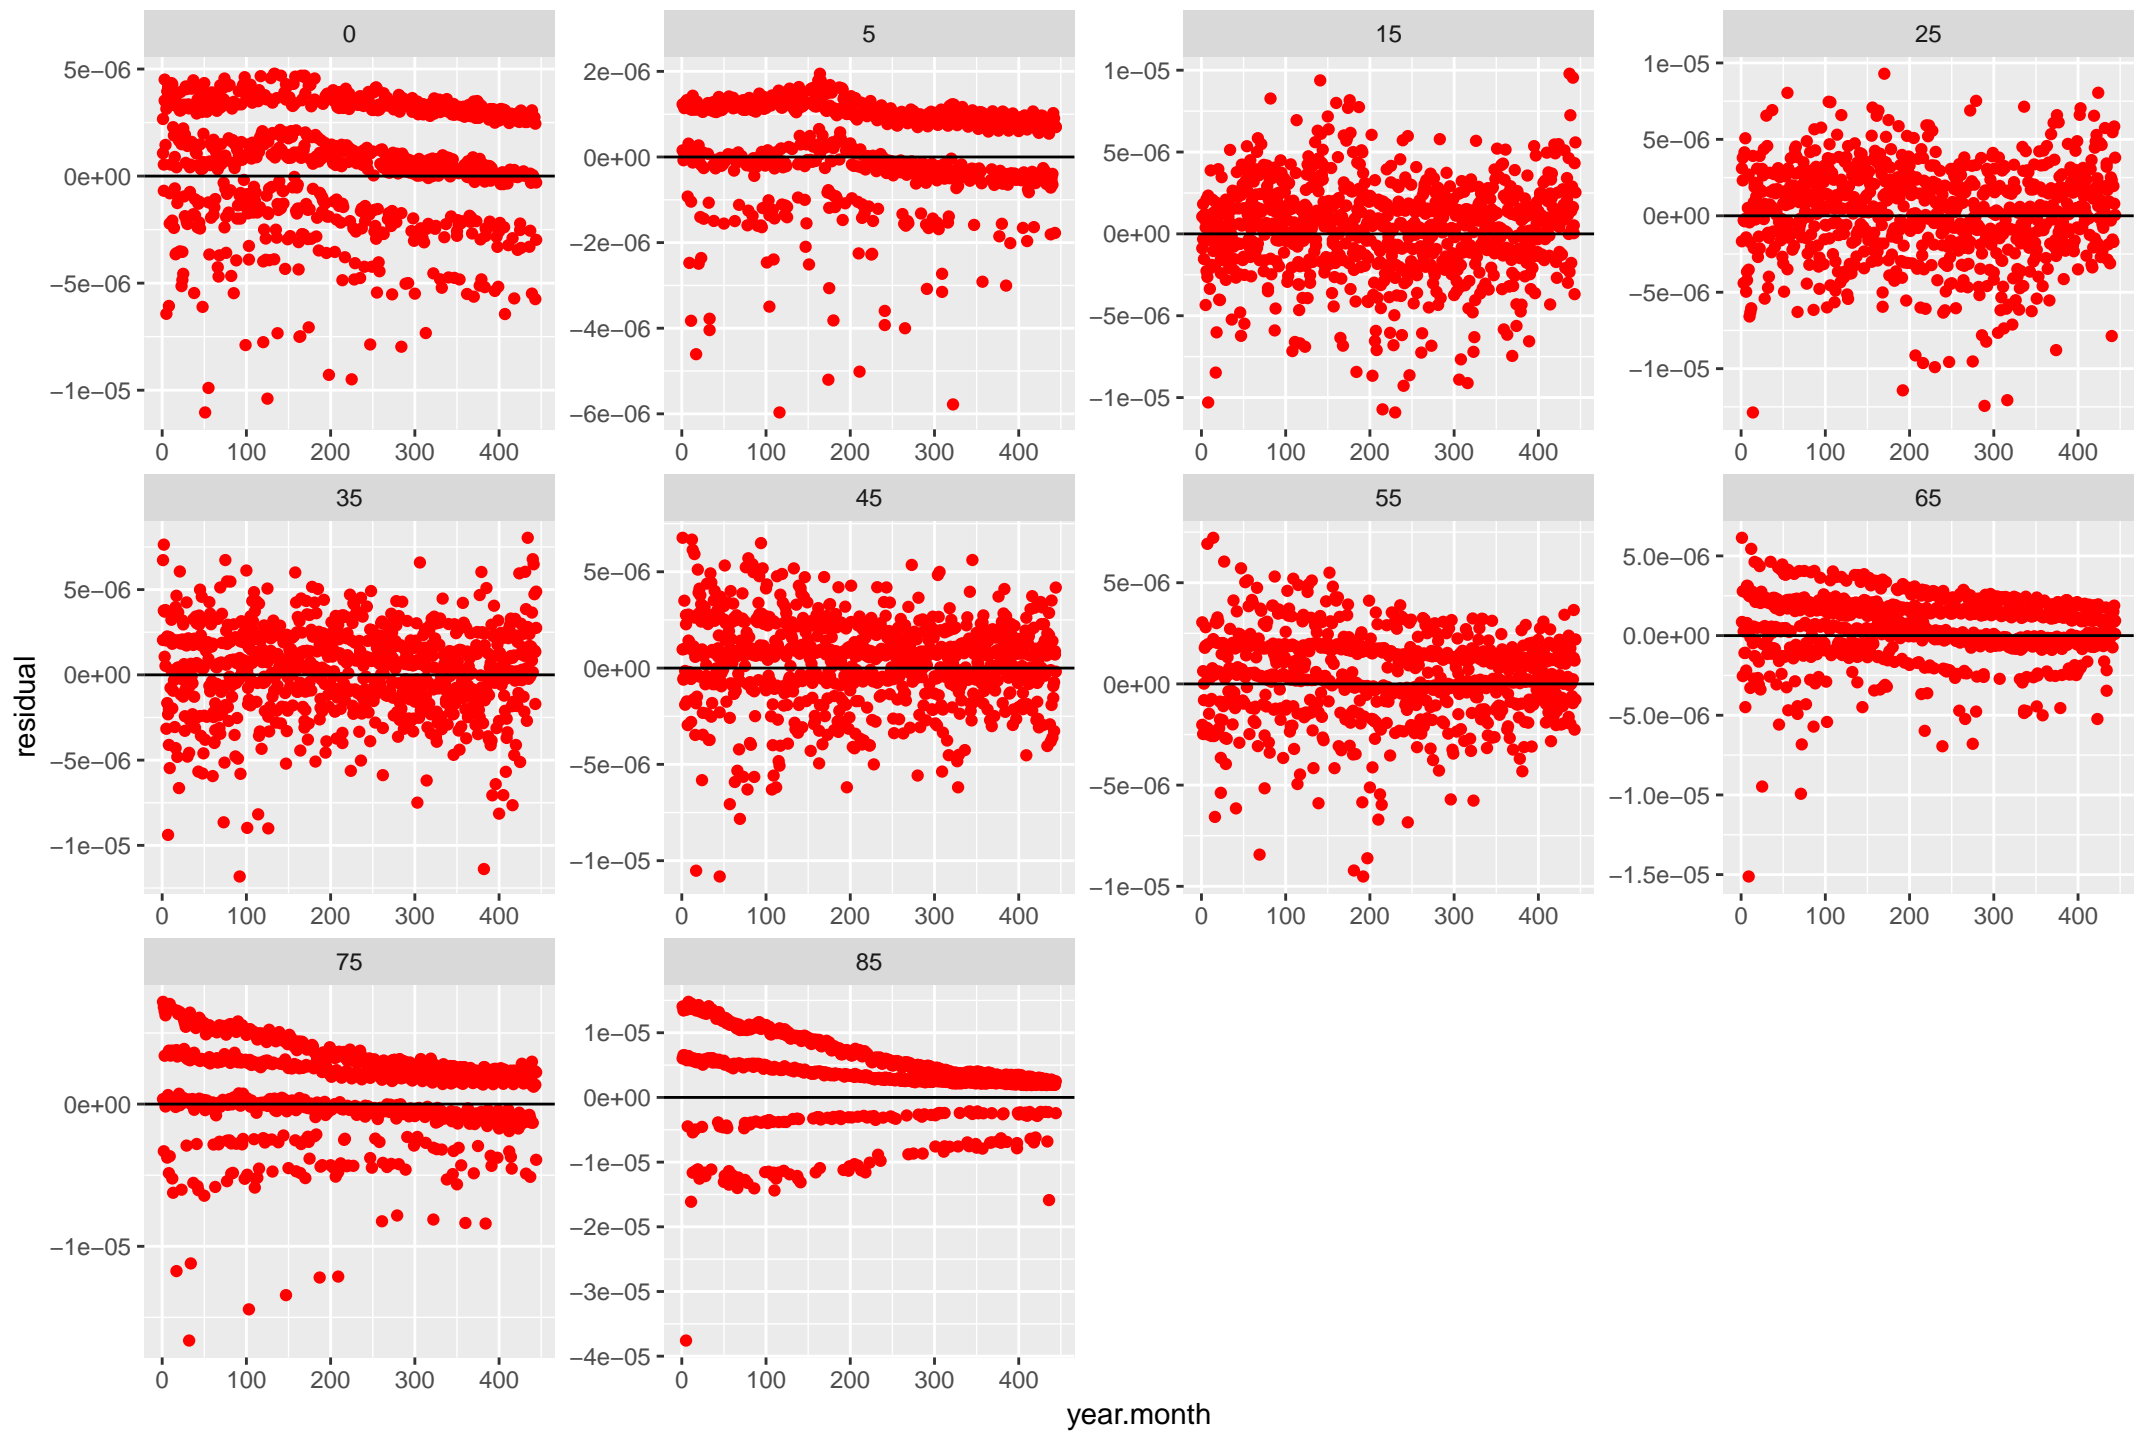 0 5 15 25
5e−06 2e−06 1e−05 1e−05
0e+00 0e+00 5e−06 5e−06
−5e−06 −2e−06 0e+00 0e+00
−1e−05 −4e−06 −5e−06 −5e−06
−6e−06 −1e−05 −1e−05
0 100 200 300 400 0 100 200 300 400 0 100 200 300 400 0 100 200 300 400
35 45 55 65
5e−06 5e−06 5e−06 5.0e−06
0e+00 0e+00 0e+00 0.0e+00
−5e−06 −5e−06 −5e−06 −5.0e−06
−1e−05 −1e−05 −1e−05 −1.0e−05
−1.5e−05
0 100 200 300 400 0 100 200 300 400 0 100 200 300 400 0 100 200 300 400
residual
75 85
0e+00 1e−05
−1e−05 0e+00
−1e−05
−2e−05
−3e−05
−4e−05
0 100 200 300 400 0 100 200 300 400
year.month